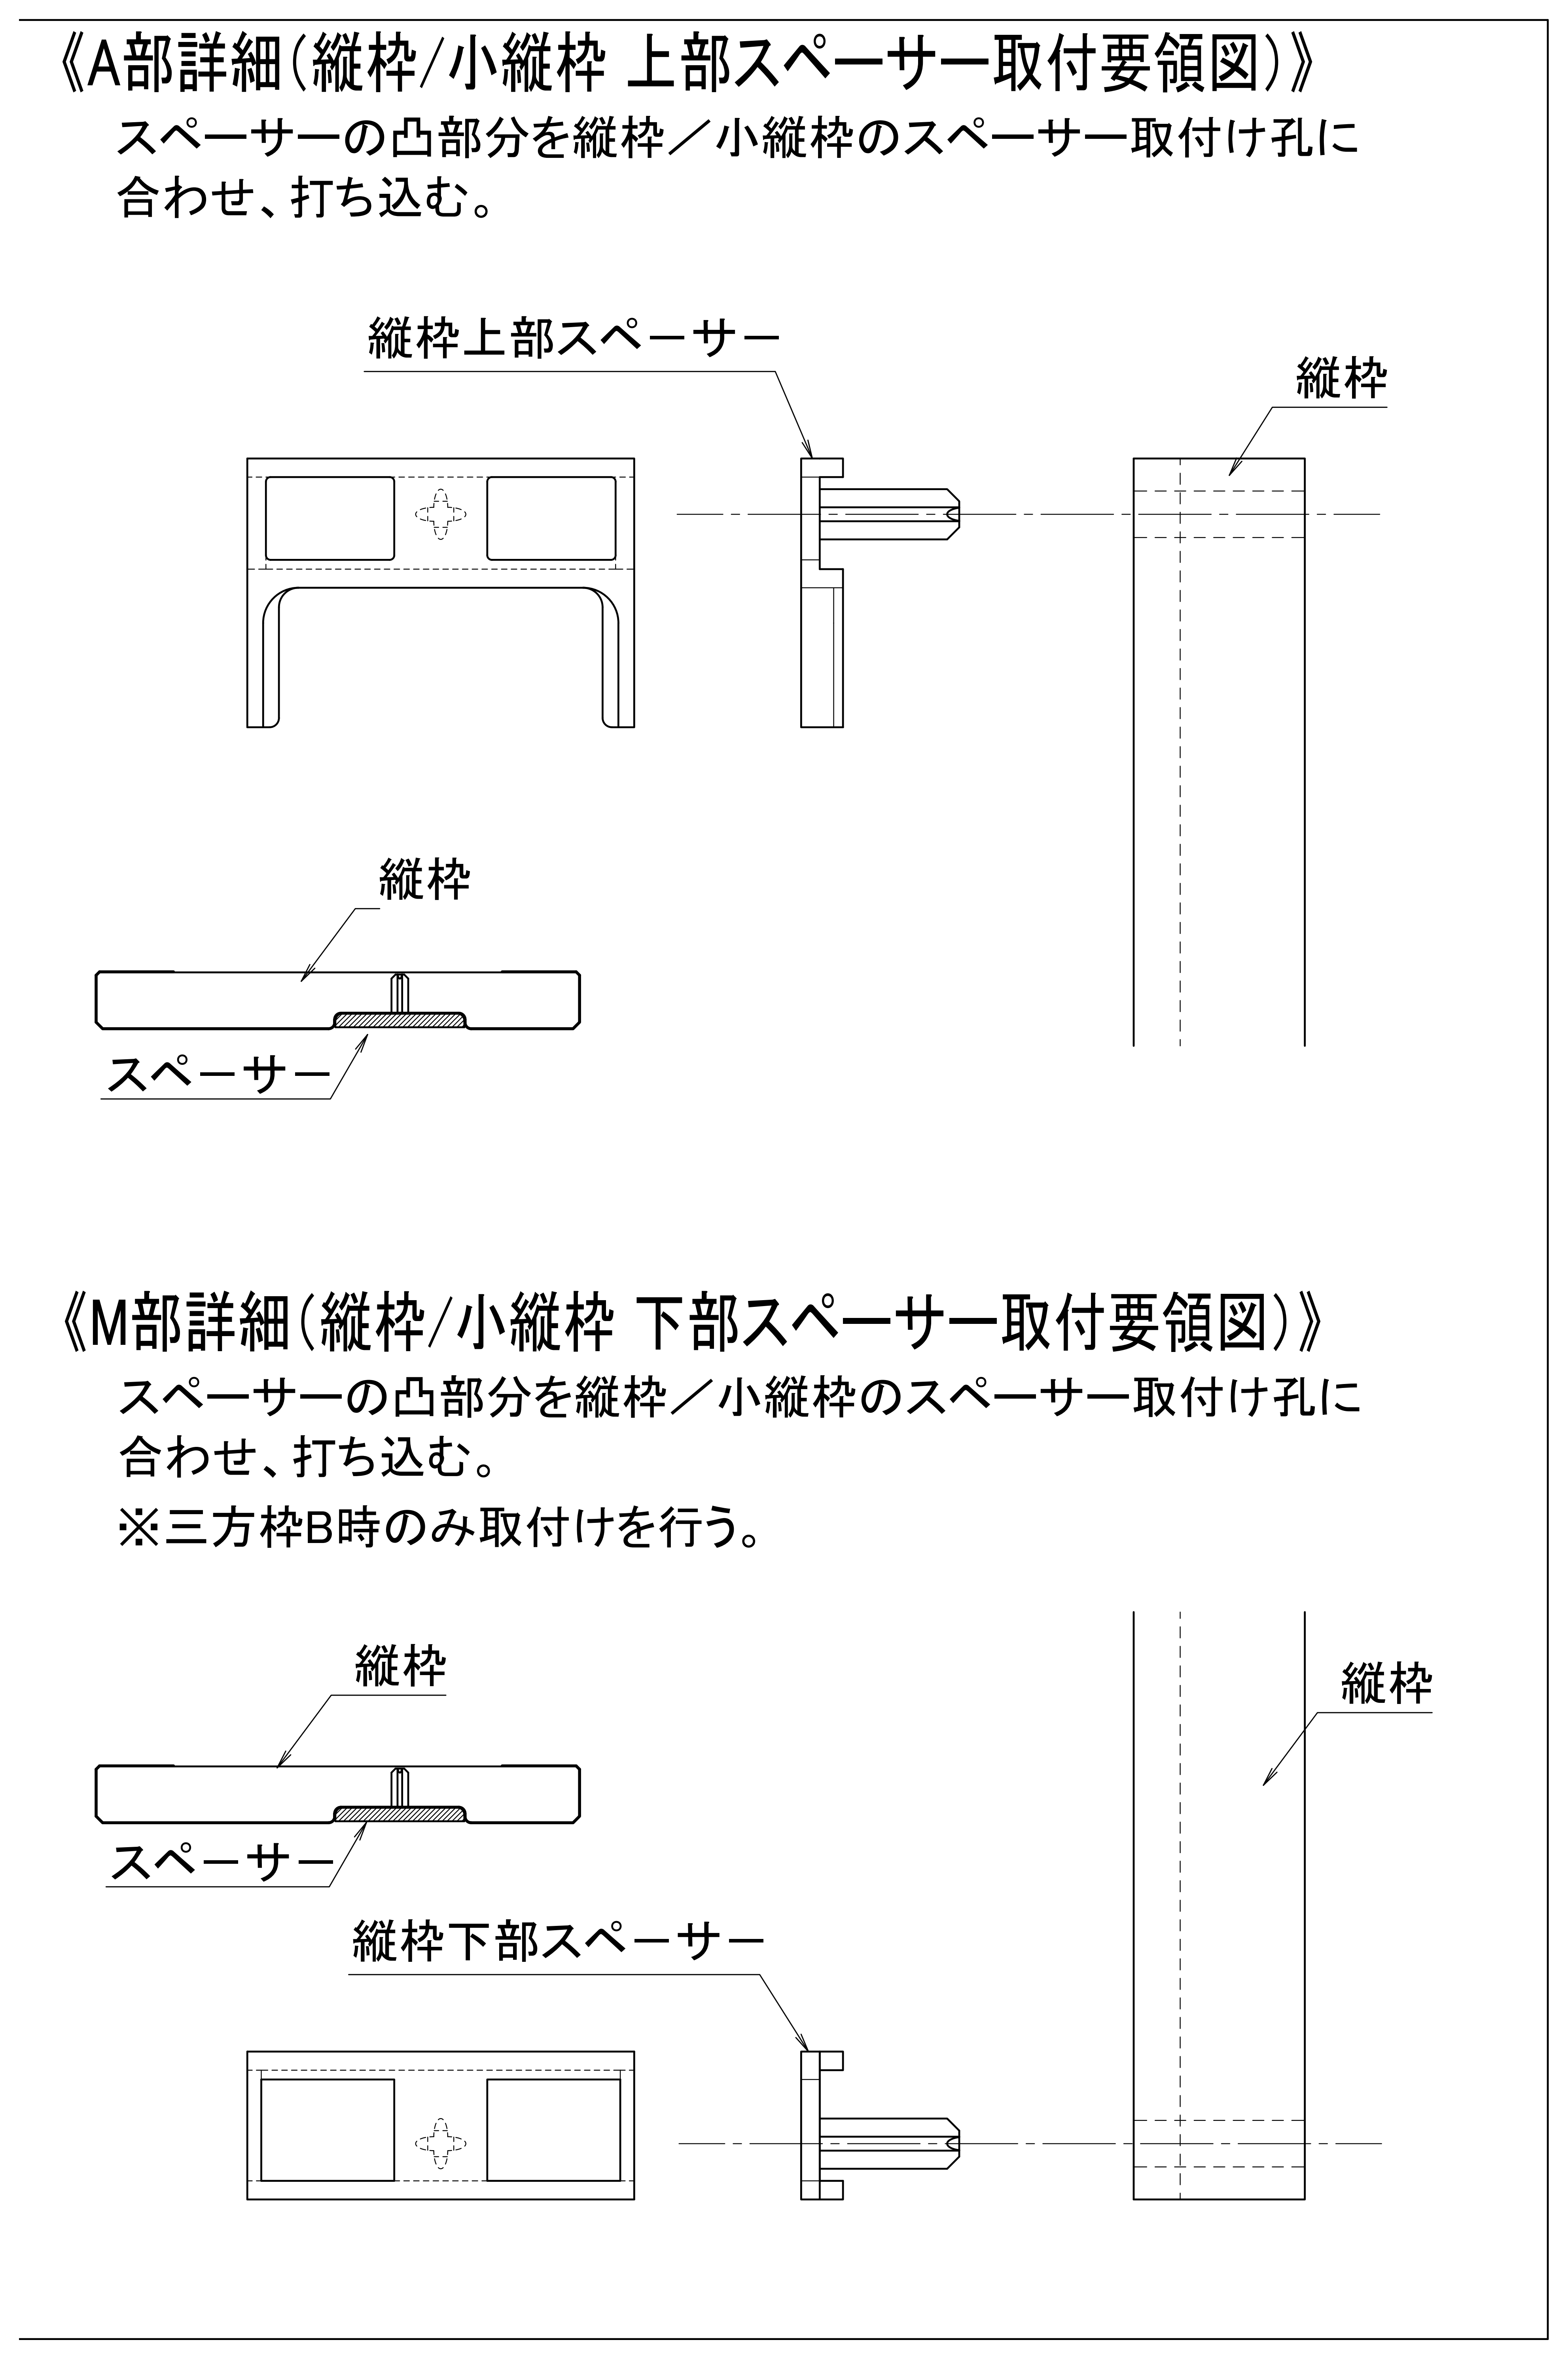 《A部詳細(縦枠/小縦枠 上部スペーサー取付要領図)》
スペーサーの凸部分を縦枠／小縦枠のスペーサー取付け孔に
合わせ、打ち込む。
縦枠上部スペーサー
縦枠
縦枠
スペーサー
《M部詳細(縦枠/小縦枠 下部スペーサー取付要領図)》
スペーサーの凸部分を縦枠／小縦枠のスペーサー取付け孔に
合わせ、打ち込む。
※三方枠B時のみ取付けを行う。
縦枠
縦枠
スペーサー
縦枠下部スペーサー